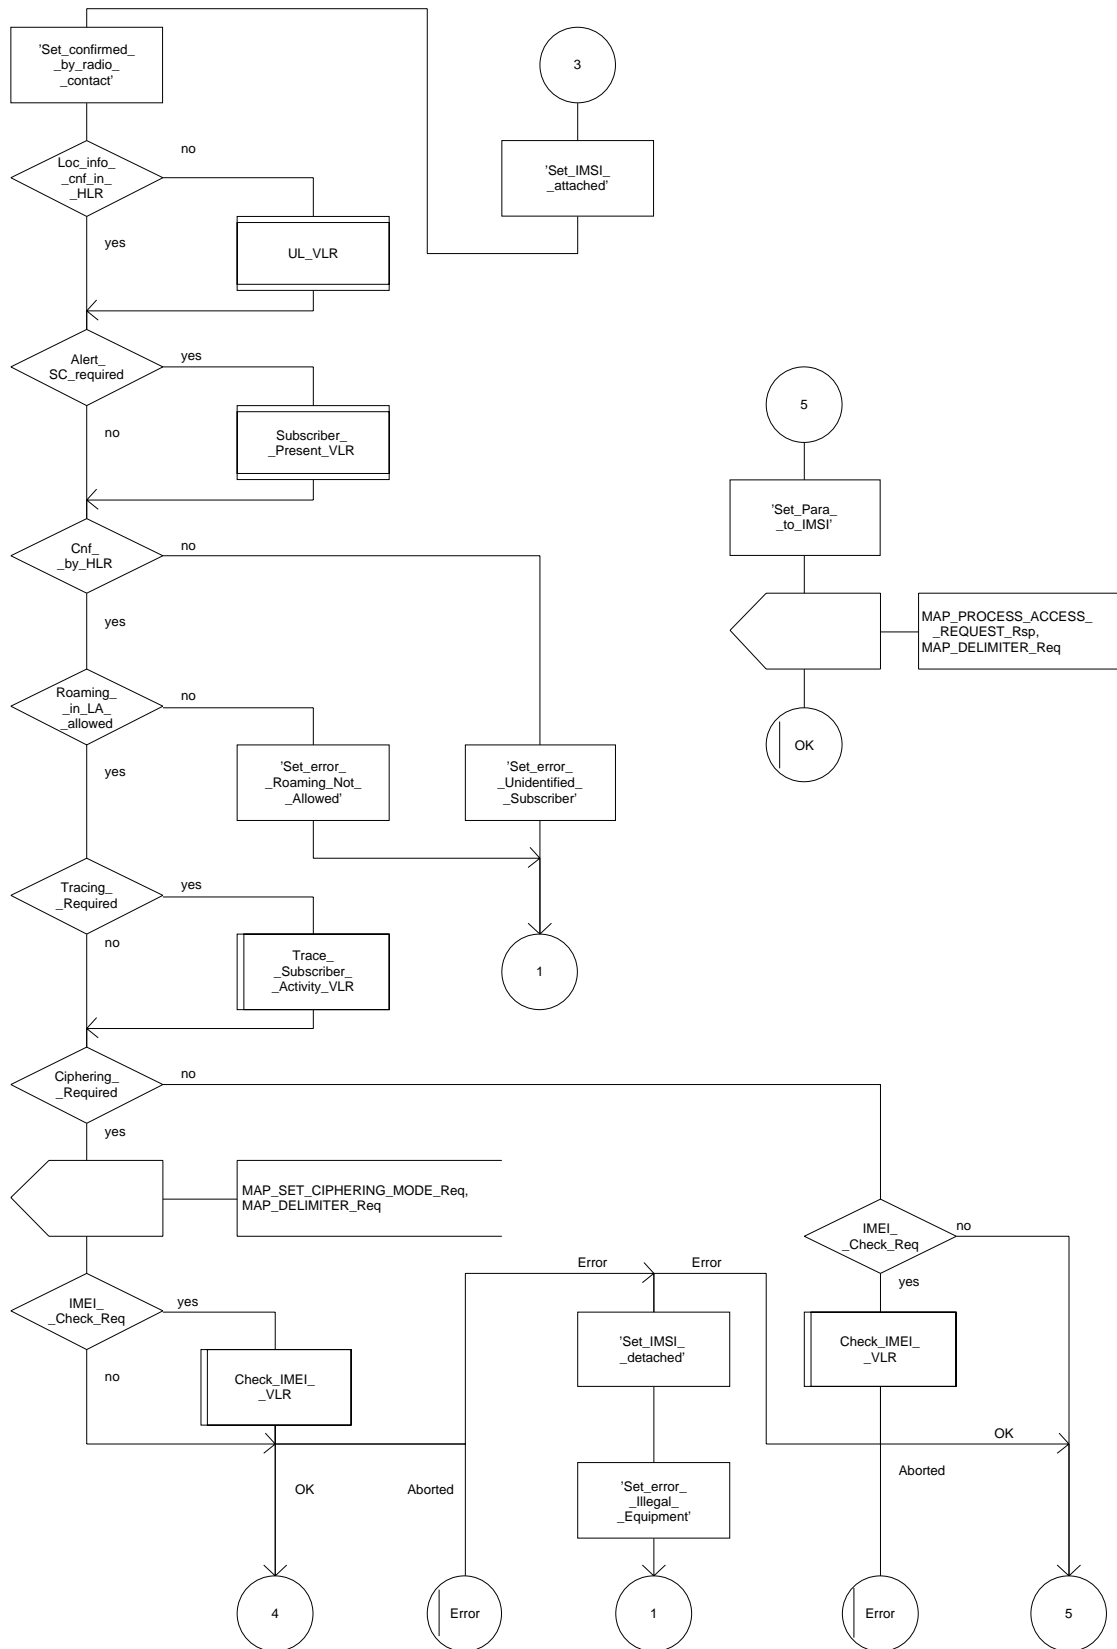 'Set_confirmed_
_by_radio_
_contact'
3
Loc_info_
_cnf_in_
_HLR
no
yes
'Set_IMSI_
_attached'
UL_VLR
Alert_
SC_required
yes
no
Subscriber_
_Present_VLR
5
'Set_Para_
_to_IMSI'
Cnf_
_by_HLR
no
yes
MAP_PROCESS_ACCESS_
_REQUEST_Rsp,
MAP_DELIMITER_Req
OK
Roaming_
_in_LA_
_allowed
no
yes
'Set_error_
_Roaming_Not_
_Allowed'
'Set_error_
_Unidentified_
_Subscriber'
Tracing_
_Required
yes
no
Trace_
_Subscriber_
_Activity_VLR
1
Ciphering_
_Required
no
yes
MAP_SET_CIPHERING_MODE_Req,
MAP_DELIMITER_Req
IMEI_
_Check_Req
no
yes
IMEI_
_Check_Req
yes
no
Error
Error
Check_IMEI_
_VLR
'Set_IMSI_
_detached'
Check_IMEI_
_VLR
OK
Aborted
'Set_error_
_Illegal_
_Equipment'
OK
Aborted
4
Error
1
Error
5